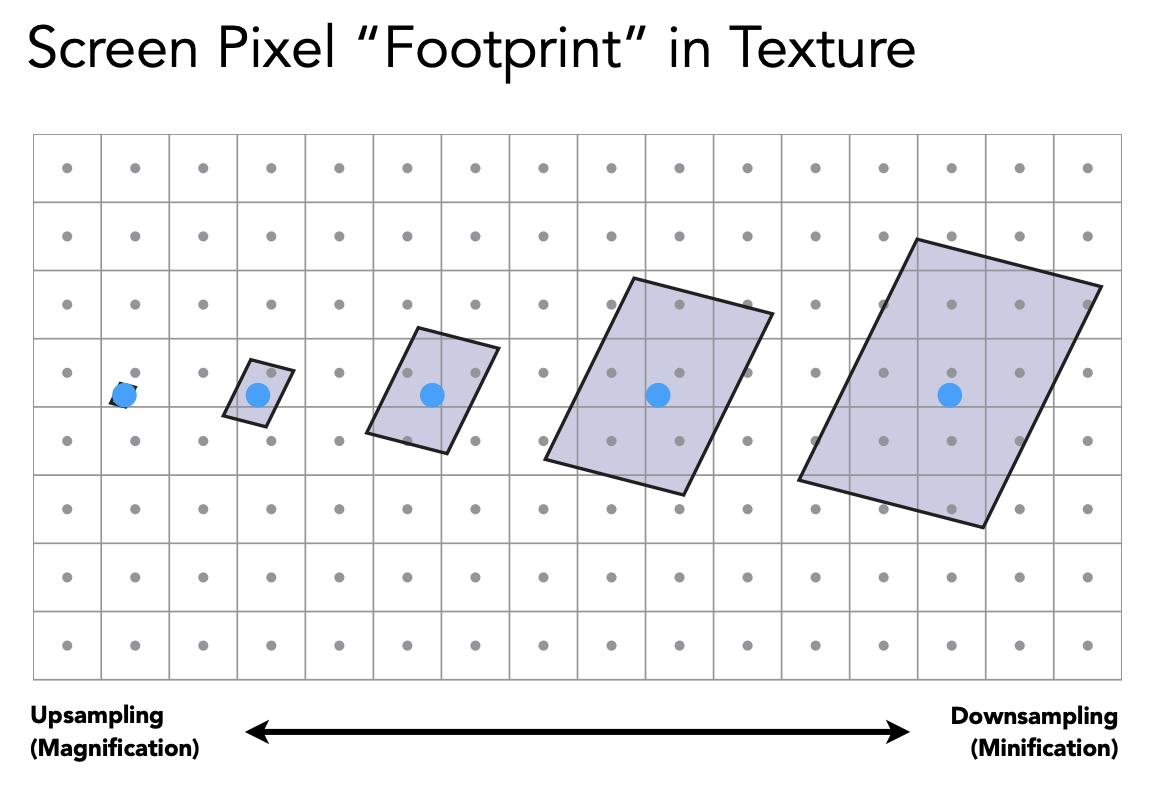 Screen Pixel “Footprint” in Texture
Upsampling
(Magnification)
Downsampling
(Minification)